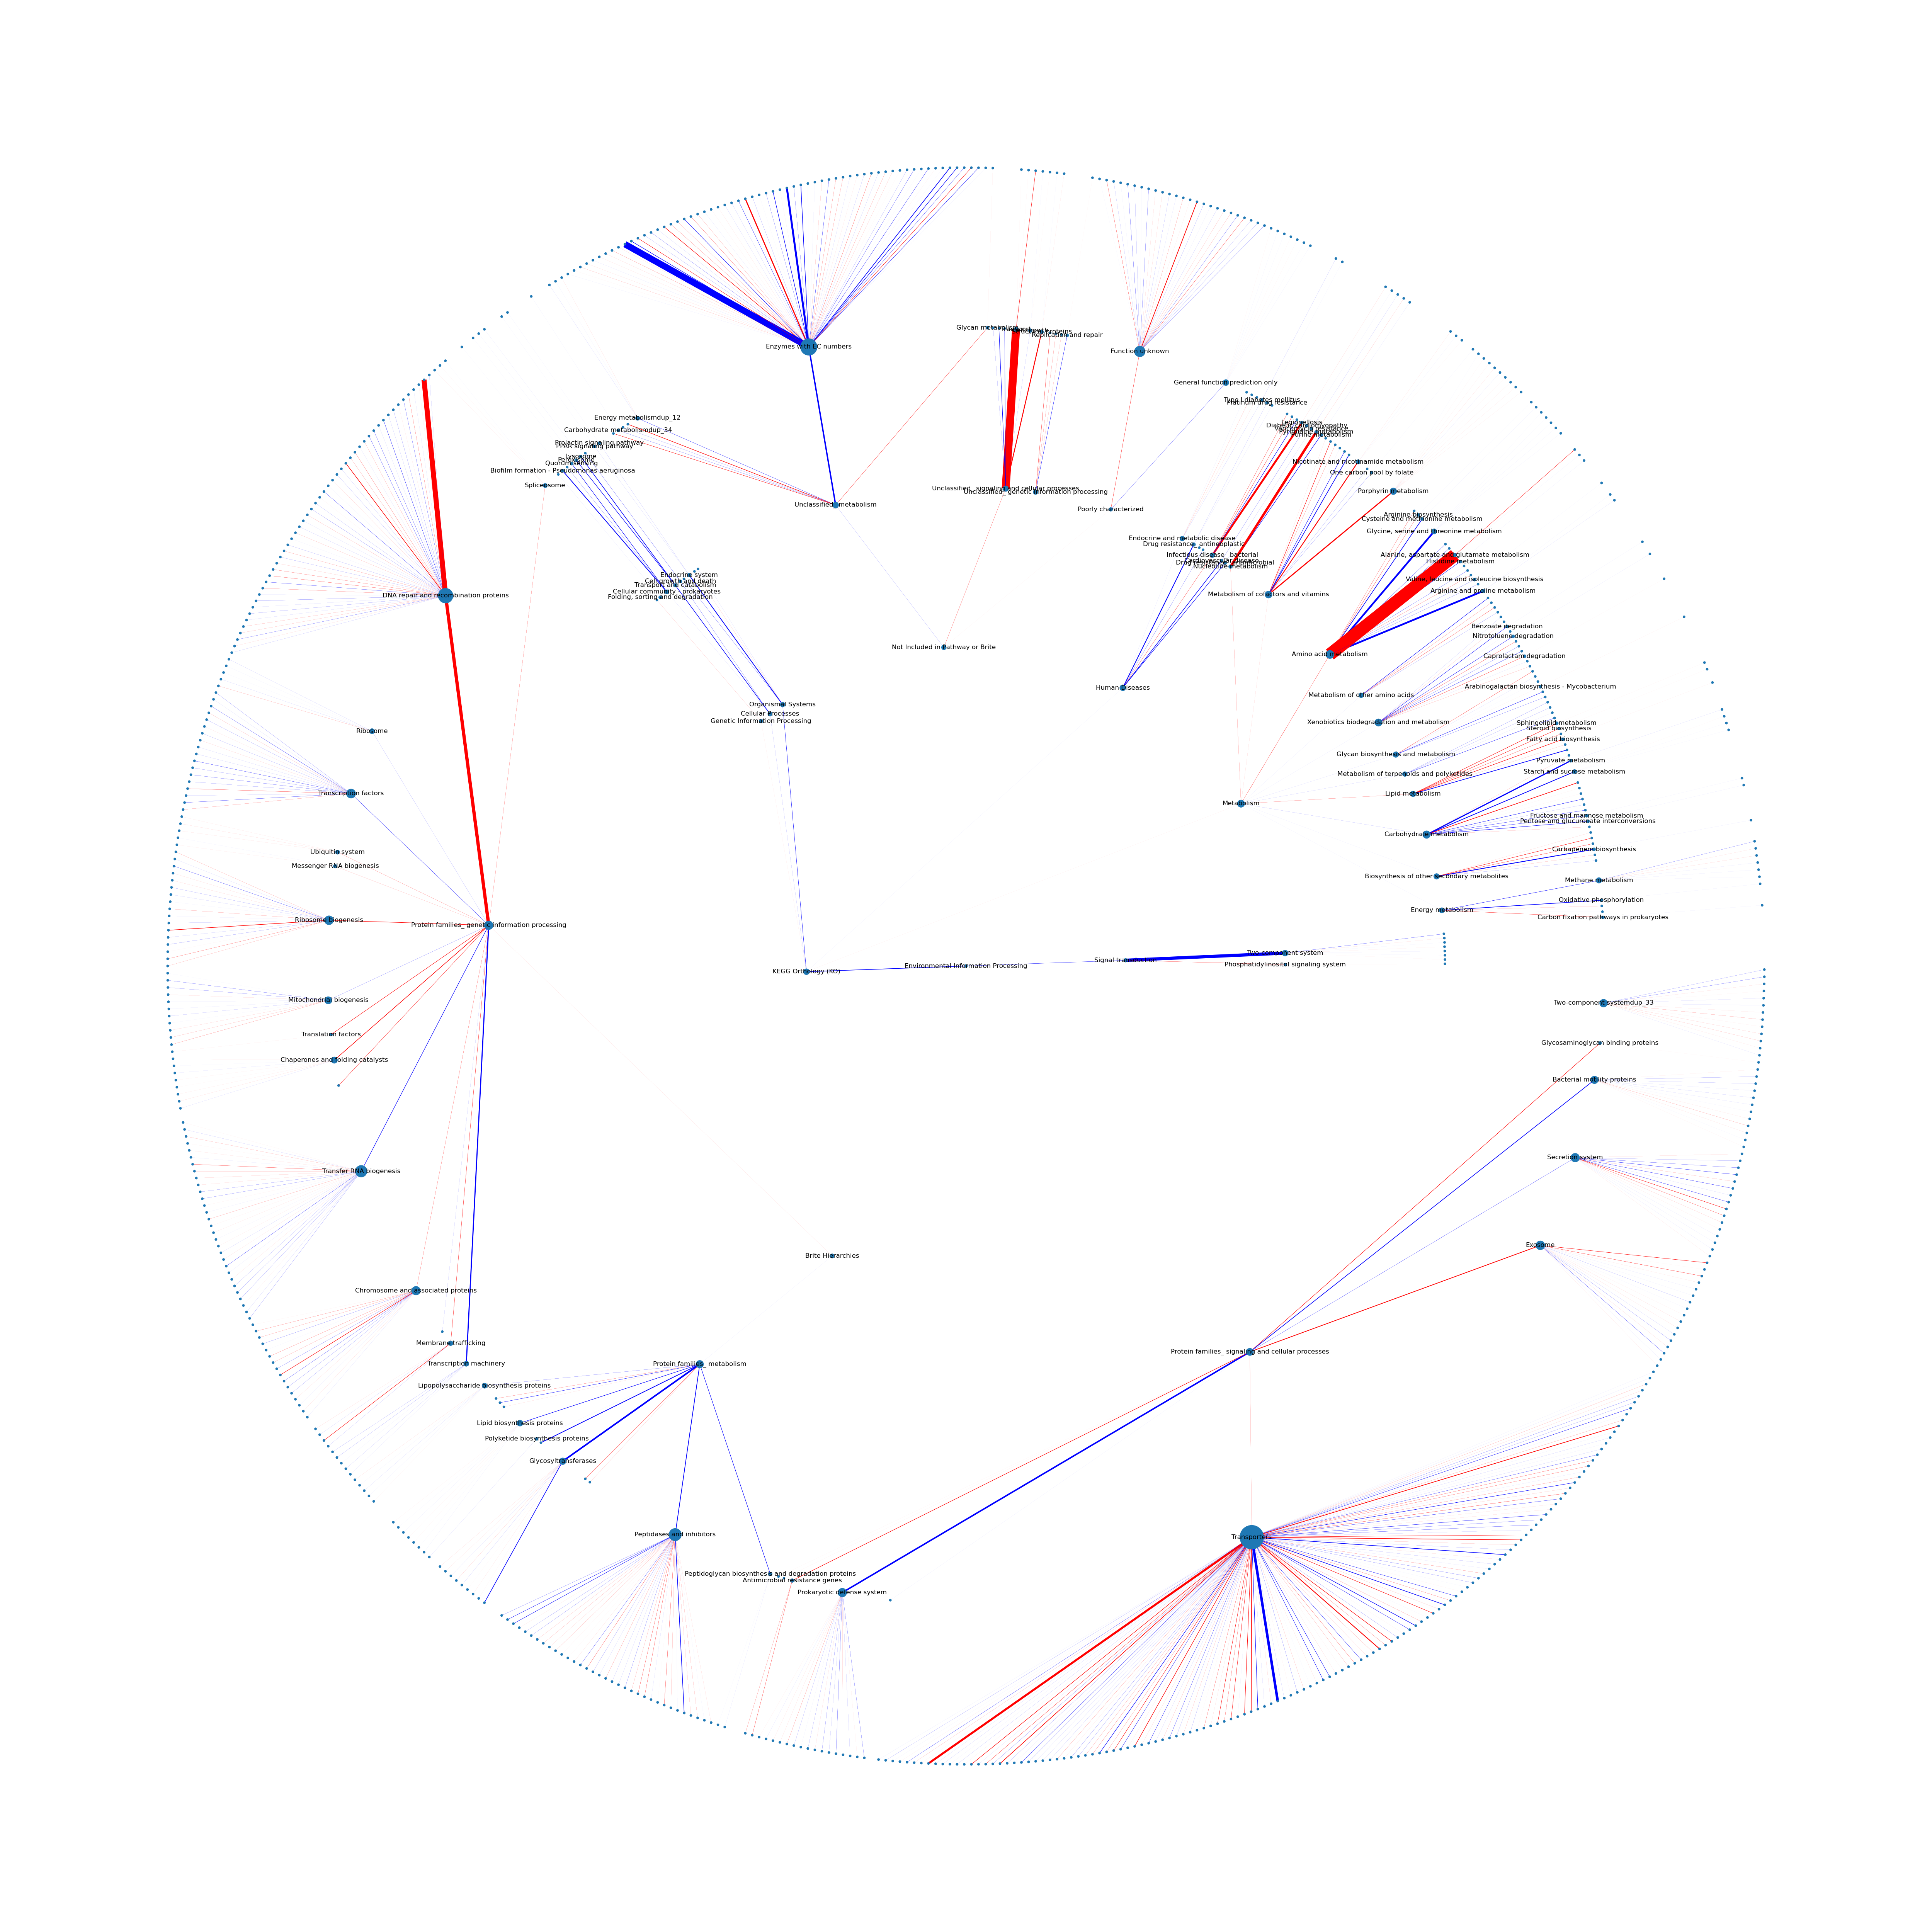 Glycan metabolism
Replication and repair
Enzymes with EC numbers
Function unknown
General function prediction only
Type I diabetes mellitus
Platinum drug resistance
Energy metabolismdup_12
Carbohydrate metabolismdup_34
Prolactin signaling pathway
PPAR signaling pathway
Lysosome
Quorum sensing
Biofilm formation - Pseudomonas aeruginosa
Spliceosome
Purine metabolism
Nicotinate and nicotinamide metabolism
One carbon pool by folate
Porphyrin metabolism
Unclassified_ signaling and cellular processes
Unclassified_ genetic information processing
Unclassified_ metabolism
Poorly characterized
Arginine biosynthesis
Cysteine and methionine metabolism
Glycine, serine and threonine metabolism
Endocrine and metabolic disease
Drug resistance_ antineoplastic
Infectious disease_ bacterial
Nucleotide metabolism
Alanine, aspartate and glutamate metabolism
Histidine metabolism
Valine, leucine and isoleucine biosynthesis
Arginine and proline metabolism
Endocrine system
Cell growth and death
Transport and catabolism
Cellular community - prokaryotes
Folding, sorting and degradation
DNA repair and recombination proteins
Metabolism of cofactors and vitamins
Benzoate degradation
Nitrotoluene degradation
Not Included in Pathway or Brite
Amino acid metabolism
Caprolactam degradation
Human Diseases
Arabinogalactan biosynthesis - Mycobacterium
Metabolism of other amino acids
Organismal Systems
Cellular Processes
Genetic Information Processing
Xenobiotics biodegradation and metabolism
Sphingolipid metabolism
Steroid biosynthesis
Ribosome
Fatty acid biosynthesis
Glycan biosynthesis and metabolism
Pyruvate metabolism
Metabolism of terpenoids and polyketides
Starch and sucrose metabolism
Transcription factors
Lipid metabolism
Metabolism
Fructose and mannose metabolism
Pentose and glucuronate interconversions
Carbohydrate metabolism
Ubiquitin system
Carbapenem biosynthesis
Messenger RNA biogenesis
Biosynthesis of other secondary metabolites
Methane metabolism
Oxidative phosphorylation
Energy metabolism
Carbon fixation pathways in prokaryotes
Ribosome biogenesis
Protein families_ genetic information processing
Two-component system
Signal transduction
Phosphatidylinositol signaling system
Environmental Information Processing
KEGG Orthology (KO)
Mitochondrial biogenesis
Two-component systemdup_33
Translation factors
Glycosaminoglycan binding proteins
Chaperones and folding catalysts
Bacterial motility proteins
Secretion system
Transfer RNA biogenesis
Exosome
Brite Hierarchies
Chromosome and associated proteins
Membrane trafficking
Protein families_ signaling and cellular processes
Transcription machinery
Protein families_ metabolism
Lipopolysaccharide biosynthesis proteins
Lipid biosynthesis proteins
Polyketide biosynthesis proteins
Glycosyltransferases
Peptidases and inhibitors
Transporters
Peptidoglycan biosynthesis and degradation proteins
Antimicrobial resistance genes
Prokaryotic defense system